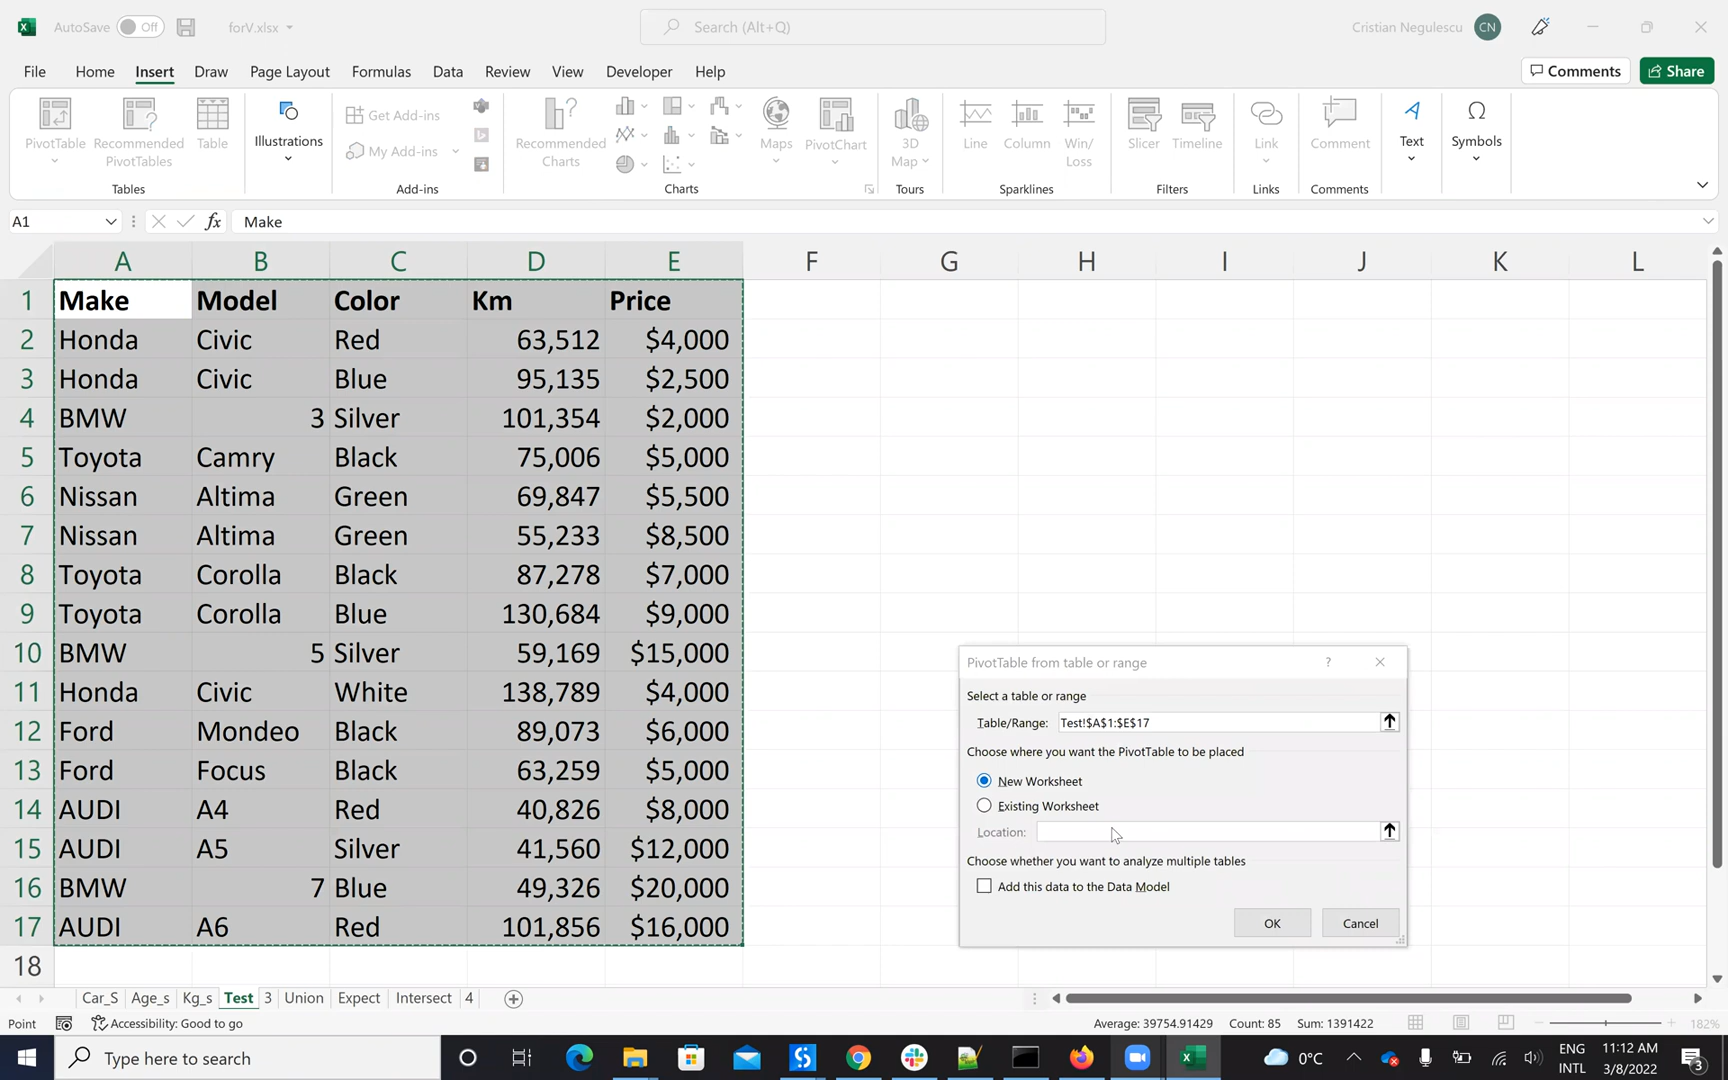 AutoSave Off forV.xlsx Search (Alt+Q) Cristian Negulescu CN
File Home Insert Draw Page Layout Formulas Data Review View Developer Help Comments Share
PivotTable Recommended PivotTables Table Illustrations Get Add-ins My Add-ins Recommended Charts Maps PivotChart 3D Map Line Column Win/Loss Slicer Timeline Link Comment Text Symbols
Tables Add-ins Charts Tours Sparklines Filters Links Comments
A1 fx Make
A B C D E F G H I J K L
1 Make Model Color Km Price
2 Honda Civic Red 63,512 $4,000
3 Honda Civic Blue 95,135 $2,500
4 BMW 3 Silver 101,354 $2,000
5 Toyota Camry Black 75,006 $5,000
6 Nissan Altima Green 69,847 $5,500
7 Nissan Altima Green 55,233 $8,500
8 Toyota Corolla Black 87,278 $7,000
9 Toyota Corolla Blue 130,684 $9,000
10 BMW 5 Silver 59,169 $15,000
11 Honda Civic White 138,789 $4,000
12 Ford Mondeo Black 89,073 $6,000
13 Ford Focus Black 63,259 $5,000
14 AUDI A4 Red 40,826 $8,000
15 AUDI A5 Silver 41,560 $12,000
16 BMW 7 Blue 49,326 $20,000
17 AUDI A6 Red 101,856 $16,000
18
PivotTable from table or range ?
Select a table or range
Table/Range: Test!$A$1:$E$17
Choose where you want the PivotTable to be placed
New Worksheet
Existing Worksheet
Location:
Choose whether you want to analyze multiple tables
Add this data to the Data Model
OK Cancel
Car_S Age_s Kg_s Test 3 Union Expect Intersect 4
Point Accessibility: Good to go Average: 39754.91429 Count: 85 Sum: 1391422 182%
Type here to search 0°C ENG 11:12 AM
INTL 3/8/2022 3